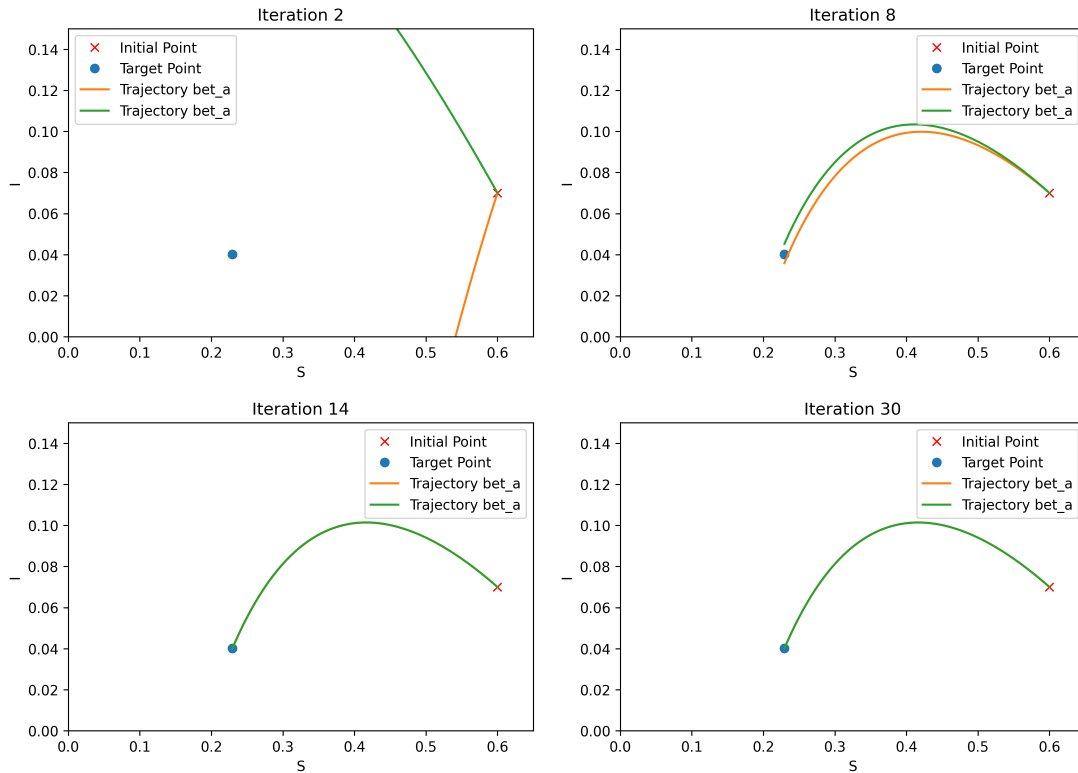 Iteration 2
0.14
0.12
0.10
0.08
0.06
0.04
0.02
0.00
I
Initial Point
Target Point
Trajectory bet_a
Trajectory bet_a
0.0 0.1 0.2 0.3 0.4 0.5 0.6
S
Iteration 8
0.14
0.12
0.10
0.08
0.06
0.04
0.02
0.00
I
Initial Point
Target Point
Trajectory bet_a
Trajectory bet_a
0.0 0.1 0.2 0.3 0.4 0.5 0.6
S
Iteration 14
0.14
0.12
0.10
0.08
0.06
0.04
0.02
0.00
I
Initial Point
Target Point
Trajectory bet_a
Trajectory bet_a
0.0 0.1 0.2 0.3 0.4 0.5 0.6
S
Iteration 30
0.14
0.12
0.10
0.08
0.06
0.04
0.02
0.00
I
Initial Point
Target Point
Trajectory bet_a
Trajectory bet_a
0.0 0.1 0.2 0.3 0.4 0.5 0.6
S